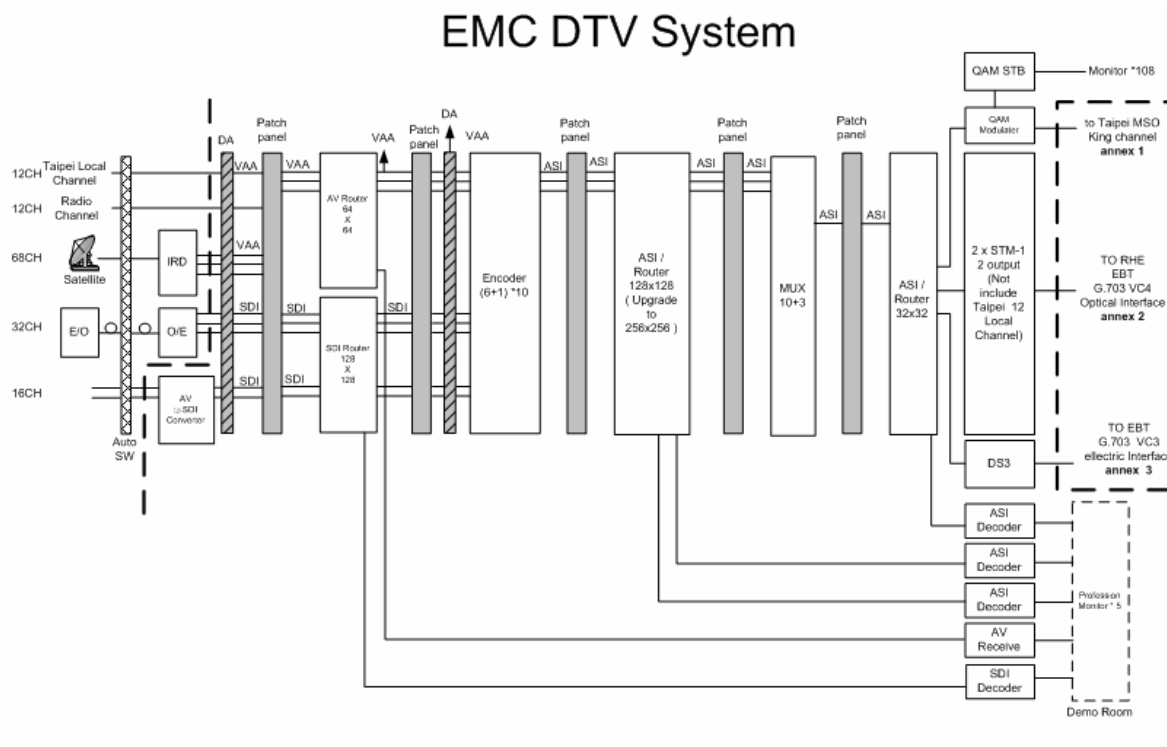 EMC DTV System
QAM STB
Monitor *108
QAM
Modulater
to Taipei MSO
King channel
annex 1
DA
Patch
panel
VAA
Patch
panel
DA
VAA
Patch
panel
Patch
panel
Patch
panel
12CH
Taipei Local
Channel
VAA
VAA
ASI
ASI
ASI
ASI
12CH
Radio
Channel
AV Router
64
X
64
ASI
ASI
68CH
Satellite
IRD
VAA
Encoder
(6+1) *10
ASI /
Router
128x128
( Upgrade
to
256x256 )
MUX
10+3
ASI /
Router
32x32
2 x STM-1
2 output
(Not
include
Taipei 12
Local
Channel)
TO RHE
EBT
G.703 VC4
Optical Interface
annex 2
32CH
E/O
O/E
SDI
SDI
SDI
SDI Router
128
X
128
16CH
AV
to SDI
Converter
SDI
SDI
Auto
SW
DS3
TO EBT
G.703 VC3
ellectric Interface
annex 3
ASI
Decoder
ASI
Decoder
ASI
Decoder
Profession
Monitor * 5
AV
Receive
SDI
Decoder
Demo Room